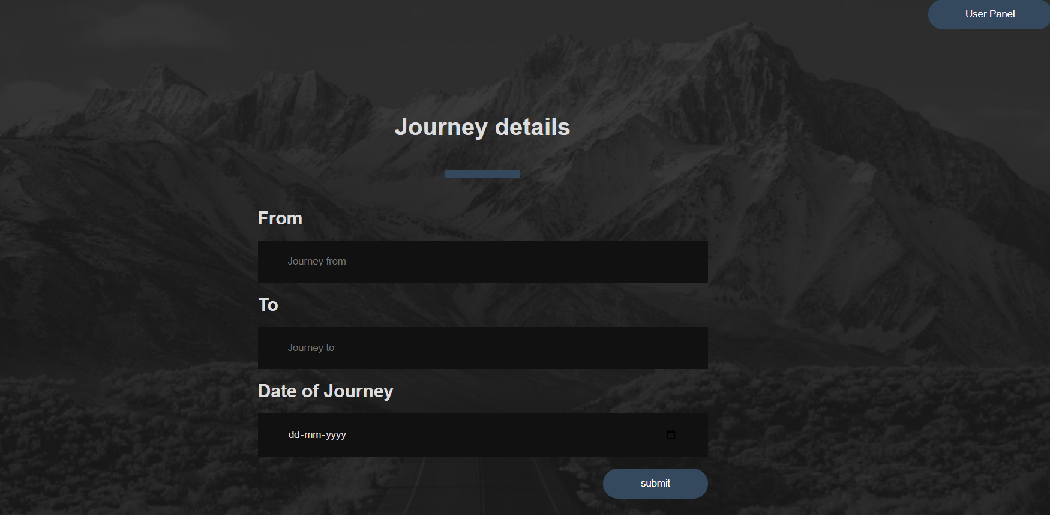 User Panel
Journey details
From
Journey from
To
Journey to
Date of Journey
dd-mm-yyyy
submit